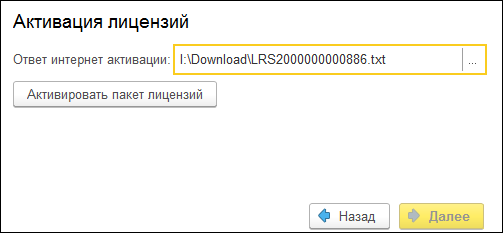 Активация лицензий
Ответ интернет активации: I:\Download\LRS2000000000886.txt ...
Активировать пакет лицензий
Назад Далее